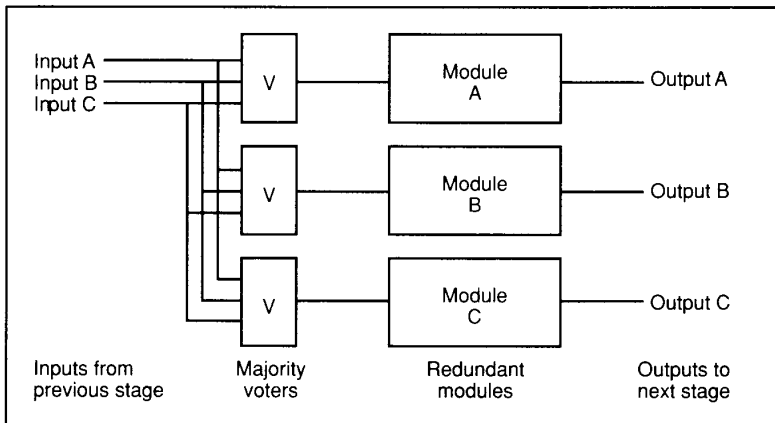 Input A
Input B
Input C
V
Module
A
Output A
V
Module
B
Output B
V
Module
C
Output C
Inputs from
previous stage
Majority
voters
Redundant
modules
Outputs to
next stage